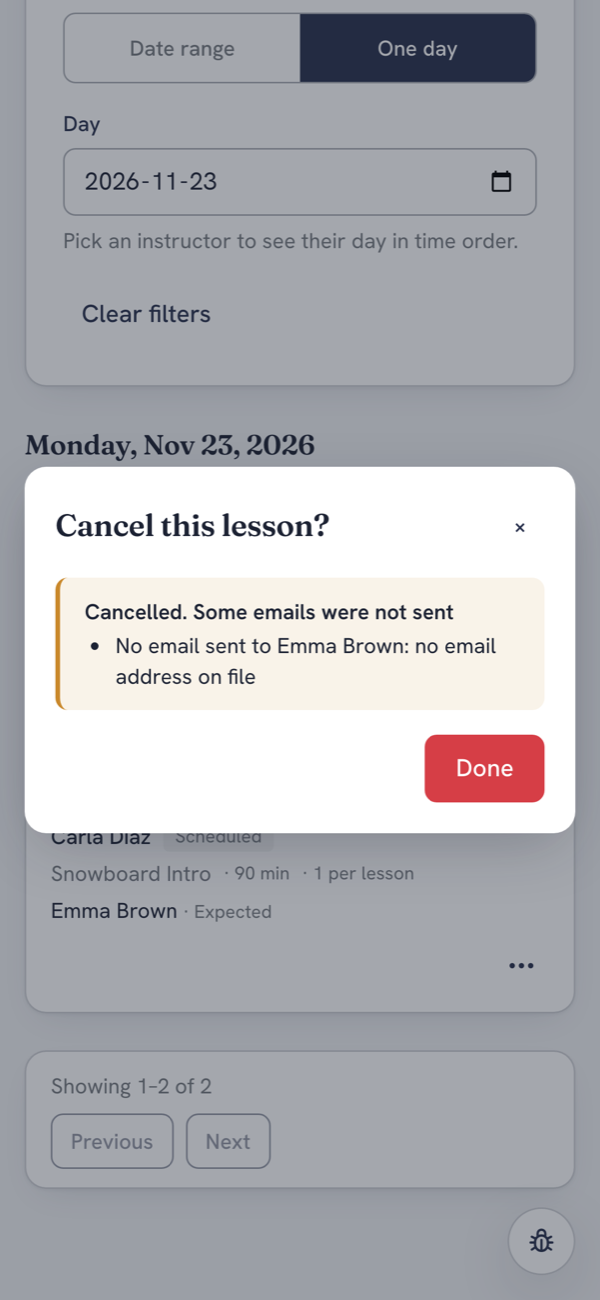 Date range One day
Day
2026-11-23
Pick an instructor to see their day in time order.
Clear filters
Monday, Nov 23, 2026
Cancel this lesson?
×
Cancelled. Some emails were not sent
• No email sent to Emma Brown: no email
address on file
Done
Carla Diaz Scheduled
Snowboard Intro · 90 min · 1 per lesson
Emma Brown · Expected
•••
Showing 1–2 of 2
Previous Next